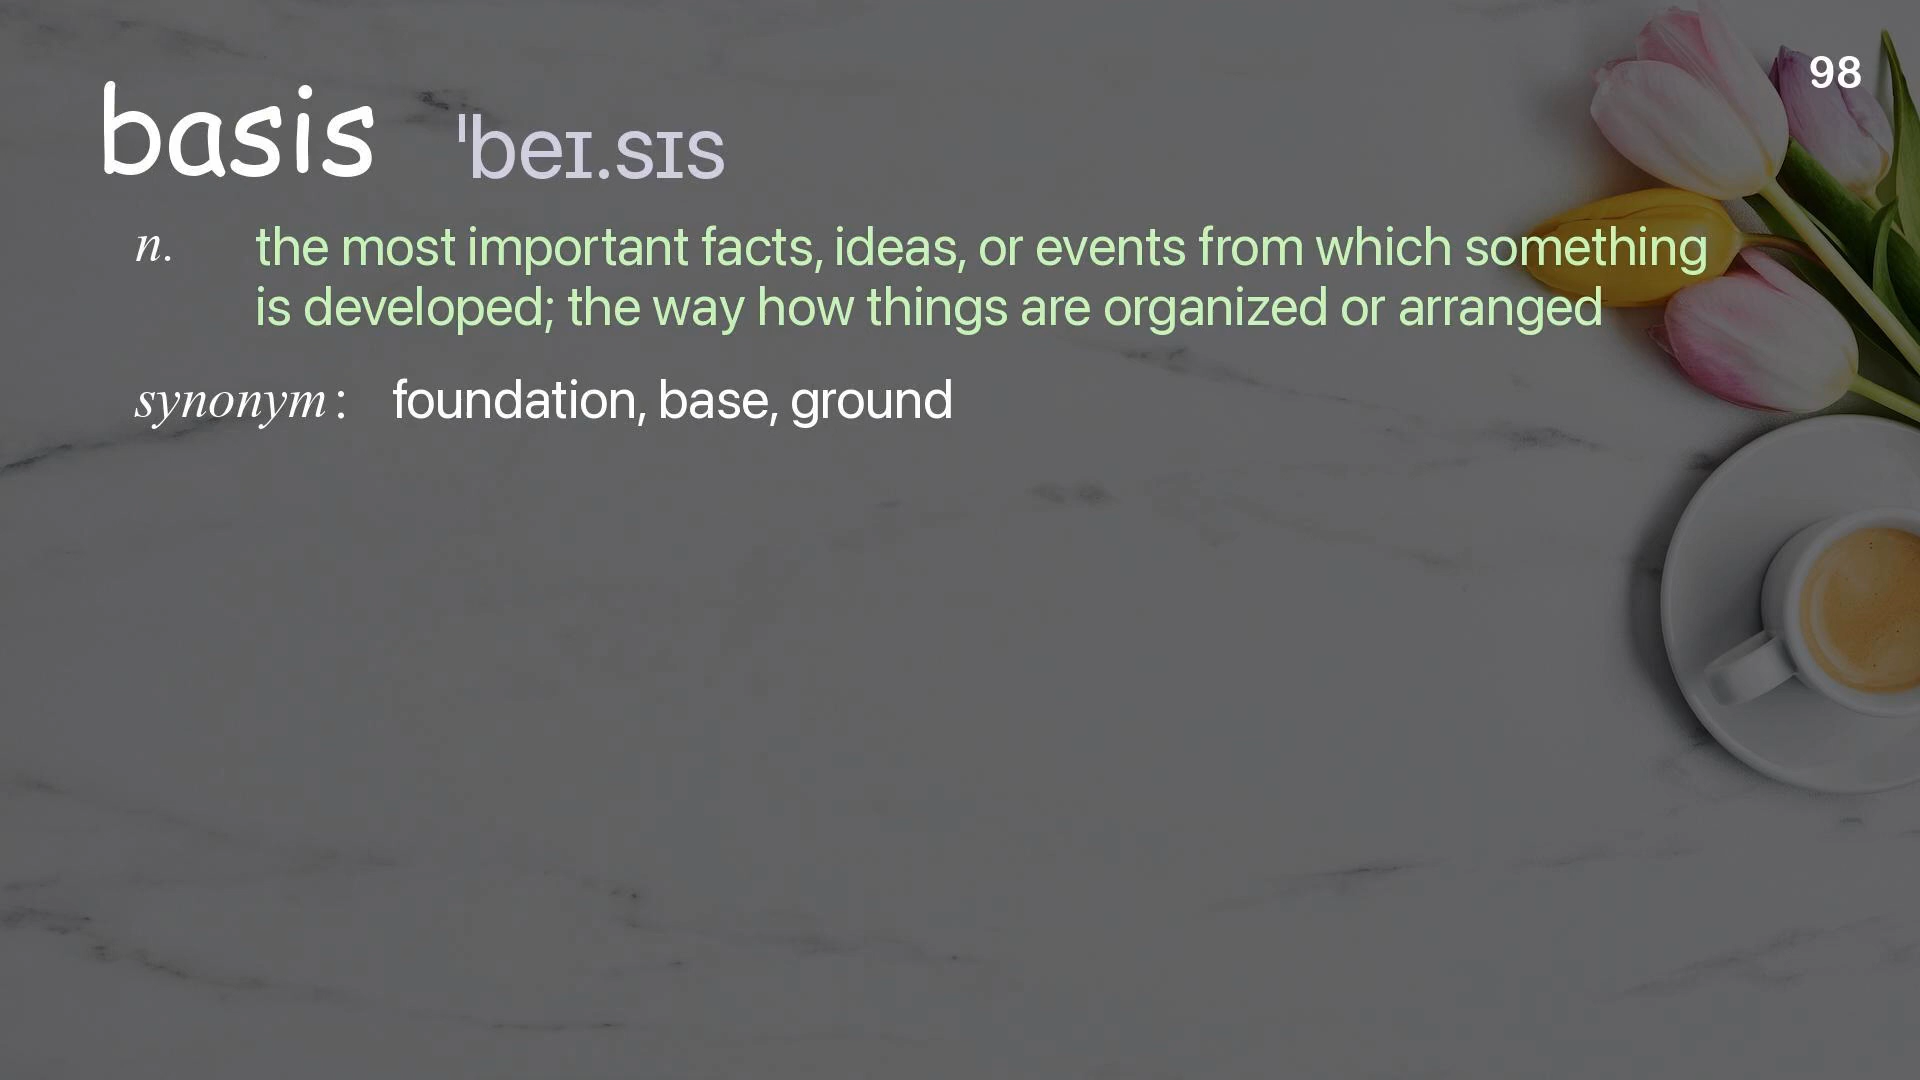 98
basis ˈbeɪ.sɪs
n. the most important facts, ideas, or events from which something
is developed; the way how things are organized or arranged
synonym : foundation, base, ground